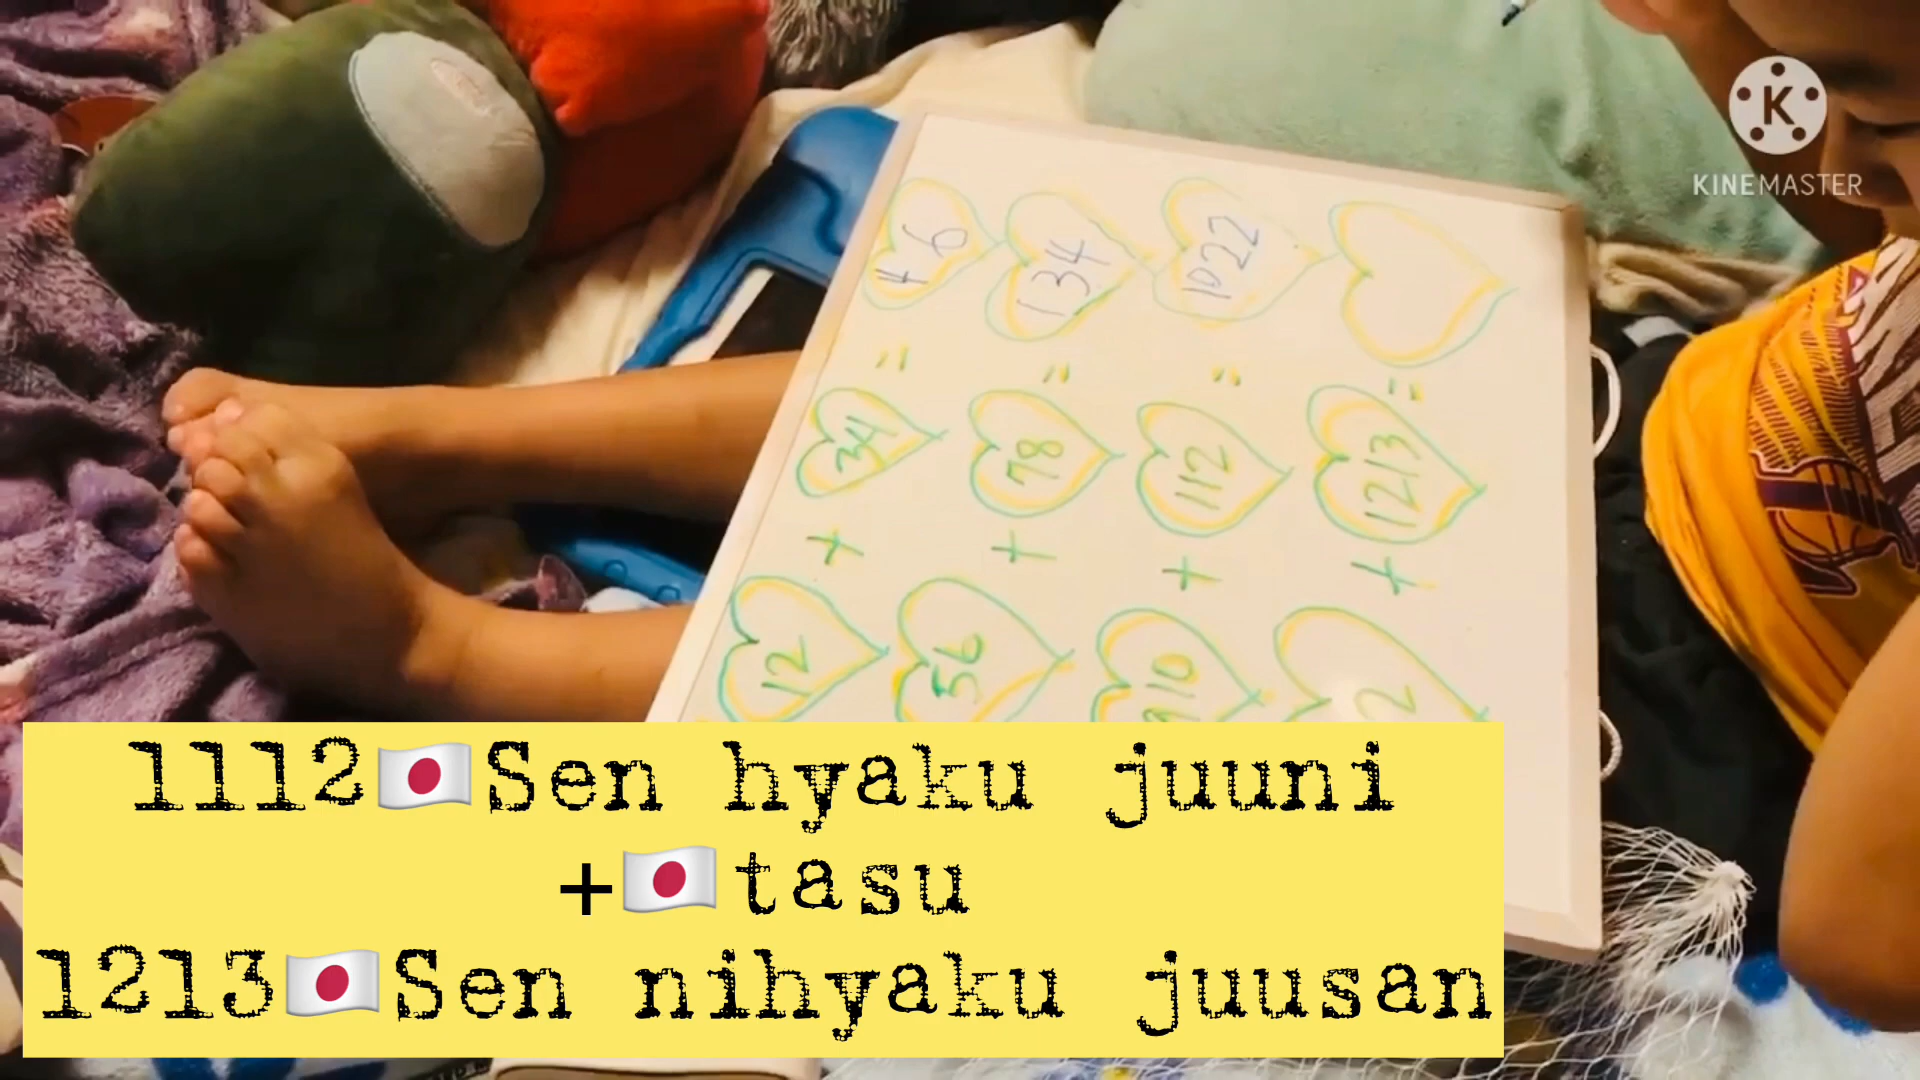 KINEMASTER
12 + 34 = 46
56 + 78 = 134
910 + 112 = 1022
+ 1213 =
1112🇯🇵Sen hyaku juuni
+🇯🇵tasu
1213🇯🇵Sen nihyaku juusan